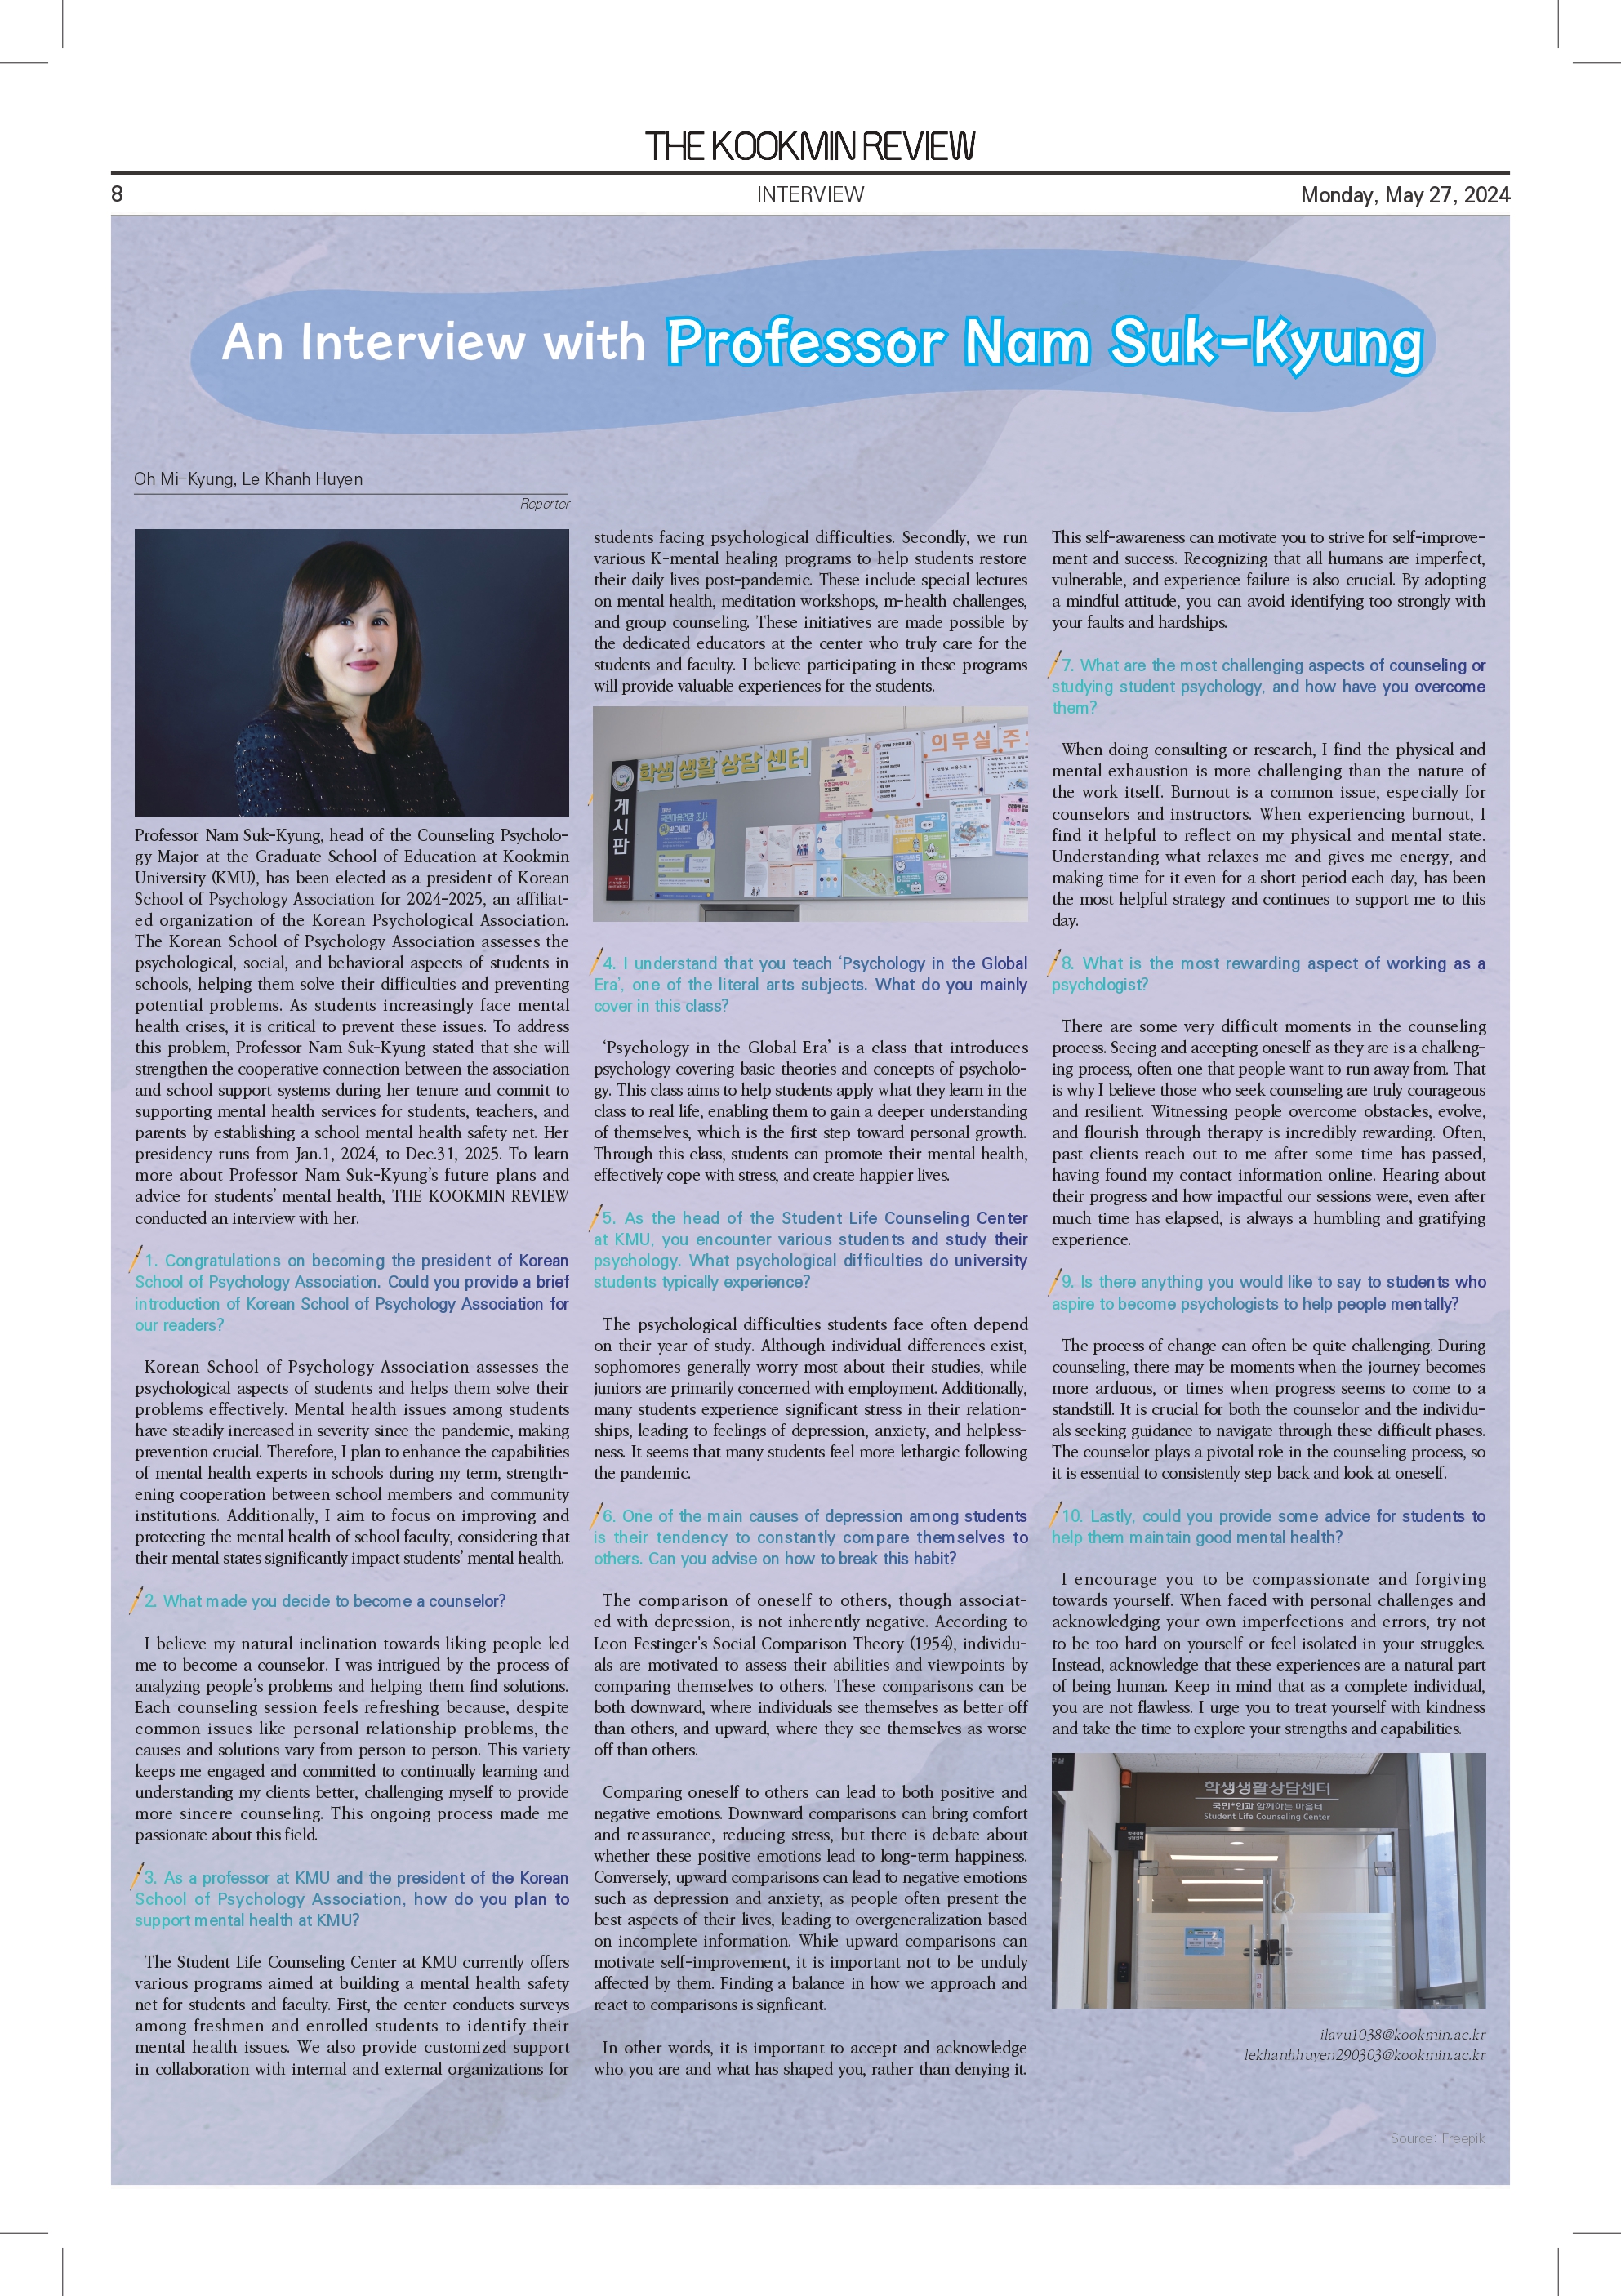 THE KOOKMIN REVIEW
8
INTERVIEW
Monday, May 27, 2024
An Interview with Professor Nam Suk-Kyung
Oh Mi-Kyung, Le Khanh Huyen
Reporter
Professor Nam Suk-Kyung, head of the Counseling Psycholo-
gy Major at the Graduate School of Education at Kookmin
University (KMU), has been elected as a president of Korean
School of Psychology Association for 2024-2025, an affiliat-
ed organization of the Korean Psychological Association.
The Korean School of Psychology Association assesses the
psychological, social, and behavioral aspects of students in
schools, helping them solve their difficulties and preventing
potential problems. As students increasingly face mental
health crises, it is critical to prevent these issues. To address
this problem, Professor Nam Suk-Kyung stated that she will
strengthen the cooperative connection between the association
and school support systems during her tenure and commit to
supporting mental health services for students, teachers, and
parents by establishing a school mental health safety net. Her
presidency runs from Jan.1, 2024, to Dec.31, 2025. To learn
more about Professor Nam Suk-Kyung's future plans and
advice for students' mental health, THE KOOKMIN REVIEW
conducted an interview with her.
1. Congratulations on becoming the president of Korean
School of Psychology Association. Could you provide a brief
introduction of Korean School of Psychology Association for
our readers?
Korean School of Psychology Association assesses the
psychological aspects of students and helps them solve their
problems effectively. Mental health issues among students
have steadily increased in severity since the pandemic, making
prevention crucial. Therefore, I plan to enhance the capabilities
of mental health experts in schools during my term, strength-
ening cooperation between school members and community
institutions. Additionally, I aim to focus on improving and
protecting the mental health of school faculty, considering that
their mental states significantly impact students' mental health.
2. What made you decide to become a counselor?
I believe my natural inclination towards liking people led
me to become a counselor. I was intrigued by the process of
analyzing people's problems and helping them find solutions.
Each counseling session feels refreshing because, despite
common issues like personal relationship problems, the
causes and solutions vary from person to person. This variety
keeps me engaged and committed to continually learning and
understanding my clients better, challenging myself to provide
more sincere counseling. This ongoing process made me
passionate about this field.
3. As a professor at KMU and the president of the Korean
School of Psychology Association, how do you plan to
support mental health at KMU?
The Student Life Counseling Center at KMU currently offers
various programs aimed at building a mental health safety
net for students and faculty. First, the center conducts surveys
among freshmen and enrolled students to identify their
mental health issues. We also provide customized support
in collaboration with internal and external organizations for
students facing psychological difficulties. Secondly, we run
various K-mental healing programs to help students restore
their daily lives post-pandemic. These include special lectures
on mental health, meditation workshops, m-health challenges,
and group counseling. These initiatives are made possible by
the dedicated educators at the center who truly care for the
students and faculty. I believe participating in these programs
will provide valuable experiences for the students.
학생생활상담센터
의무실 주
게시판
4. I understand that you teach 'Psychology in the Global
Era', one of the literal arts subjects. What do you mainly
cover in this class?
'Psychology in the Global Era' is a class that introduces
psychology covering basic theories and concepts of psycholo-
gy. This class aims to help students apply what they learn in the
class to real life, enabling them to gain a deeper understanding
of themselves, which is the first step toward personal growth.
Through this class, students can promote their mental health,
effectively cope with stress, and create happier lives.
5. As the head of the Student Life Counseling Center
at KMU, you encounter various students and study their
psychology. What psychological difficulties do university
students typically experience?
The psychological difficulties students face often depend
on their year of study. Although individual differences exist,
sophomores generally worry most about their studies, while
juniors are primarily concerned with employment. Additionally,
many students experience significant stress in their relation-
ships, leading to feelings of depression, anxiety, and helpless-
ness. It seems that many students feel more lethargic following
the pandemic.
6. One of the main causes of depression among students
is their tendency to constantly compare themselves to
others. Can you advise on how to break this habit?
The comparison of oneself to others, though associat-
ed with depression, is not inherently negative. According to
Leon Festinger's Social Comparison Theory (1954), individu-
als are motivated to assess their abilities and viewpoints by
comparing themselves to others. These comparisons can be
both downward, where individuals see themselves as better off
than others, and upward, where they see themselves as worse
off than others.
Comparing oneself to others can lead to both positive and
negative emotions. Downward comparisons can bring comfort
and reassurance, reducing stress, but there is debate about
whether these positive emotions lead to long-term happiness.
Conversely, upward comparisons can lead to negative emotions
such as depression and anxiety, as people often present the
best aspects of their lives, leading to overgeneralization based
on incomplete information. While upward comparisons can
motivate self-improvement, it is important not to be unduly
affected by them. Finding a balance in how we approach and
react to comparisons is signficant.
In other words, it is important to accept and acknowledge
who you are and what has shaped you, rather than denying it.
This self-awareness can motivate you to strive for self-improve-
ment and success. Recognizing that all humans are imperfect,
vulnerable, and experience failure is also crucial. By adopting
a mindful attitude, you can avoid identifying too strongly with
your faults and hardships.
7. What are the most challenging aspects of counseling or
studying student psychology, and how have you overcome
them?
When doing consulting or research, I find the physical and
mental exhaustion is more challenging than the nature of
the work itself. Burnout is a common issue, especially for
counselors and instructors. When experiencing burnout, I
find it helpful to reflect on my physical and mental state.
Understanding what relaxes me and gives me energy, and
making time for it even for a short period each day, has been
the most helpful strategy and continues to support me to this
day.
8. What is the most rewarding aspect of working as a
psychologist?
There are some very difficult moments in the counseling
process. Seeing and accepting oneself as they are is a challeng-
ing process, often one that people want to run away from. That
is why I believe those who seek counseling are truly courageous
and resilient. Witnessing people overcome obstacles, evolve,
and flourish through therapy is incredibly rewarding. Often,
past clients reach out to me after some time has passed,
having found my contact information online. Hearing about
their progress and how impactful our sessions were, even after
much time has elapsed, is always a humbling and gratifying
experience.
9. Is there anything you would like to say to students who
aspire to become psychologists to help people mentally?
The process of change can often be quite challenging. During
counseling, there may be moments when the journey becomes
more arduous, or times when progress seems to come to a
standstill. It is crucial for both the counselor and the individu-
als seeking guidance to navigate through these difficult phases.
The counselor plays a pivotal role in the counseling process, so
it is essential to consistently step back and look at oneself.
10. Lastly, could you provide some advice for students to
help them maintain good mental health?
I encourage you to be compassionate and forgiving
towards yourself. When faced with personal challenges and
acknowledging your own imperfections and errors, try not
to be too hard on yourself or feel isolated in your struggles.
Instead, acknowledge that these experiences are a natural part
of being human. Keep in mind that as a complete individual,
you are not flawless. I urge you to treat yourself with kindness
and take the time to explore your strengths and capabilities.
학생생활상담센터
국민*인과 함께하는 마음터
Student Life Counseling Center
ilavu1038@kookmin.ac.kr
lekhanhhuyen290303@kookmin.ac.kr
Source: Freepik